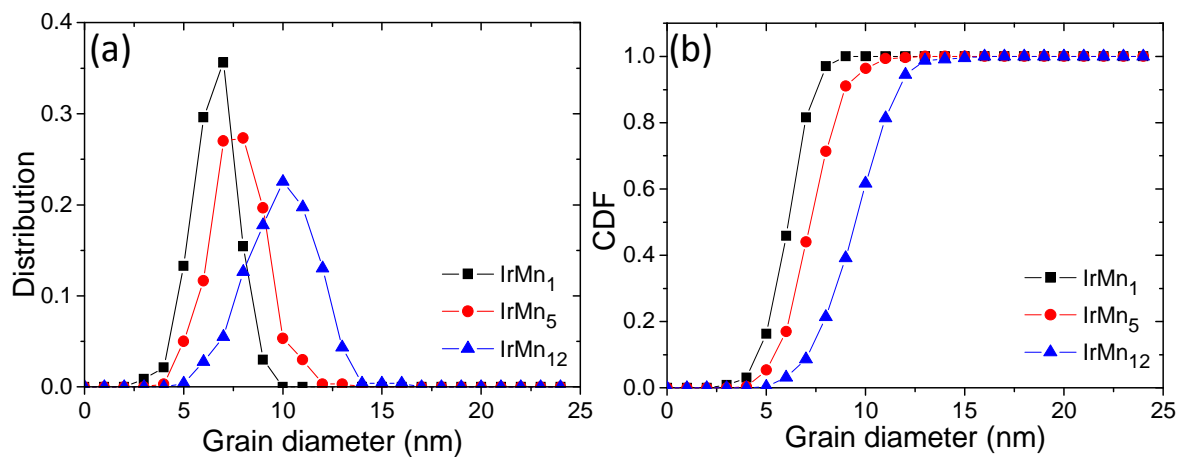 (a)
Distribution
0.4
0.3
0.2
0.1
0.0
IrMn₁
IrMn₅
IrMn₁₂
0 5 10 15 20 25
Grain diameter (nm)
(b)
CDF
1.0
0.8
0.6
0.4
0.2
0.0
IrMn₁
IrMn₅
IrMn₁₂
0 5 10 15 20 25
Grain diameter (nm)